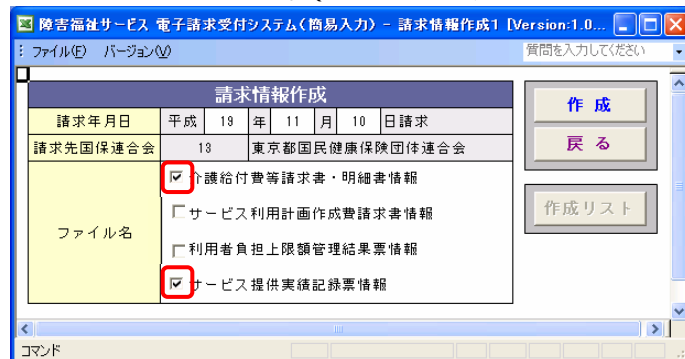 障害福祉サービス 電子請求受付システム(簡易入力) - 請求情報作成1 [Version:1.0...
ファイル(F) バージョン(V) 質問を入力してください
請求情報作成
請求年月日 平成 19 年 11 月 10 日請求
請求先国保連合会 13 東京都国民健康保険団体連合会
ファイル名
介護給付費等請求書・明細書情報
サービス利用計画作成費請求書情報
利用者負担上限額管理結果票情報
サービス提供実績記録票情報
作 成
戻 る
作成リスト
コマンド